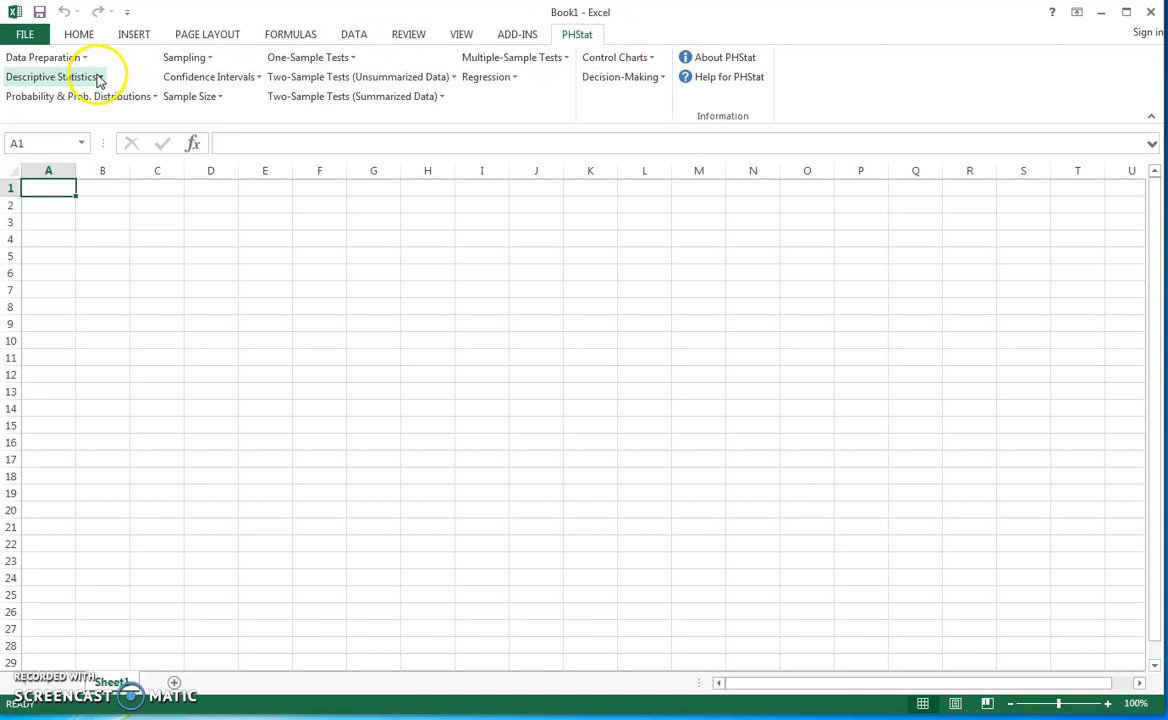 Book1 - Excel
FILE HOME INSERT PAGE LAYOUT FORMULAS DATA REVIEW VIEW ADD-INS PHStat Sign in
Data Preparation Sampling One-Sample Tests Multiple-Sample Tests Control Charts About PHStat
Descriptive Statistics Confidence Intervals Two-Sample Tests (Unsummarized Data) Regression Decision-Making Help for PHStat
Probability & Prob. Distributions Sample Size Two-Sample Tests (Summarized Data)
Information
A1 fx
A B C D E F G H I J K L M N O P Q R S T U
1
2
3
4
5
6
7
8
9
10
11
12
13
14
15
16
17
18
19
20
21
22
23
24
25
26
27
28
29
RECORDED WITH
Sheet1
SCREENCAST MATIC
READY 100%